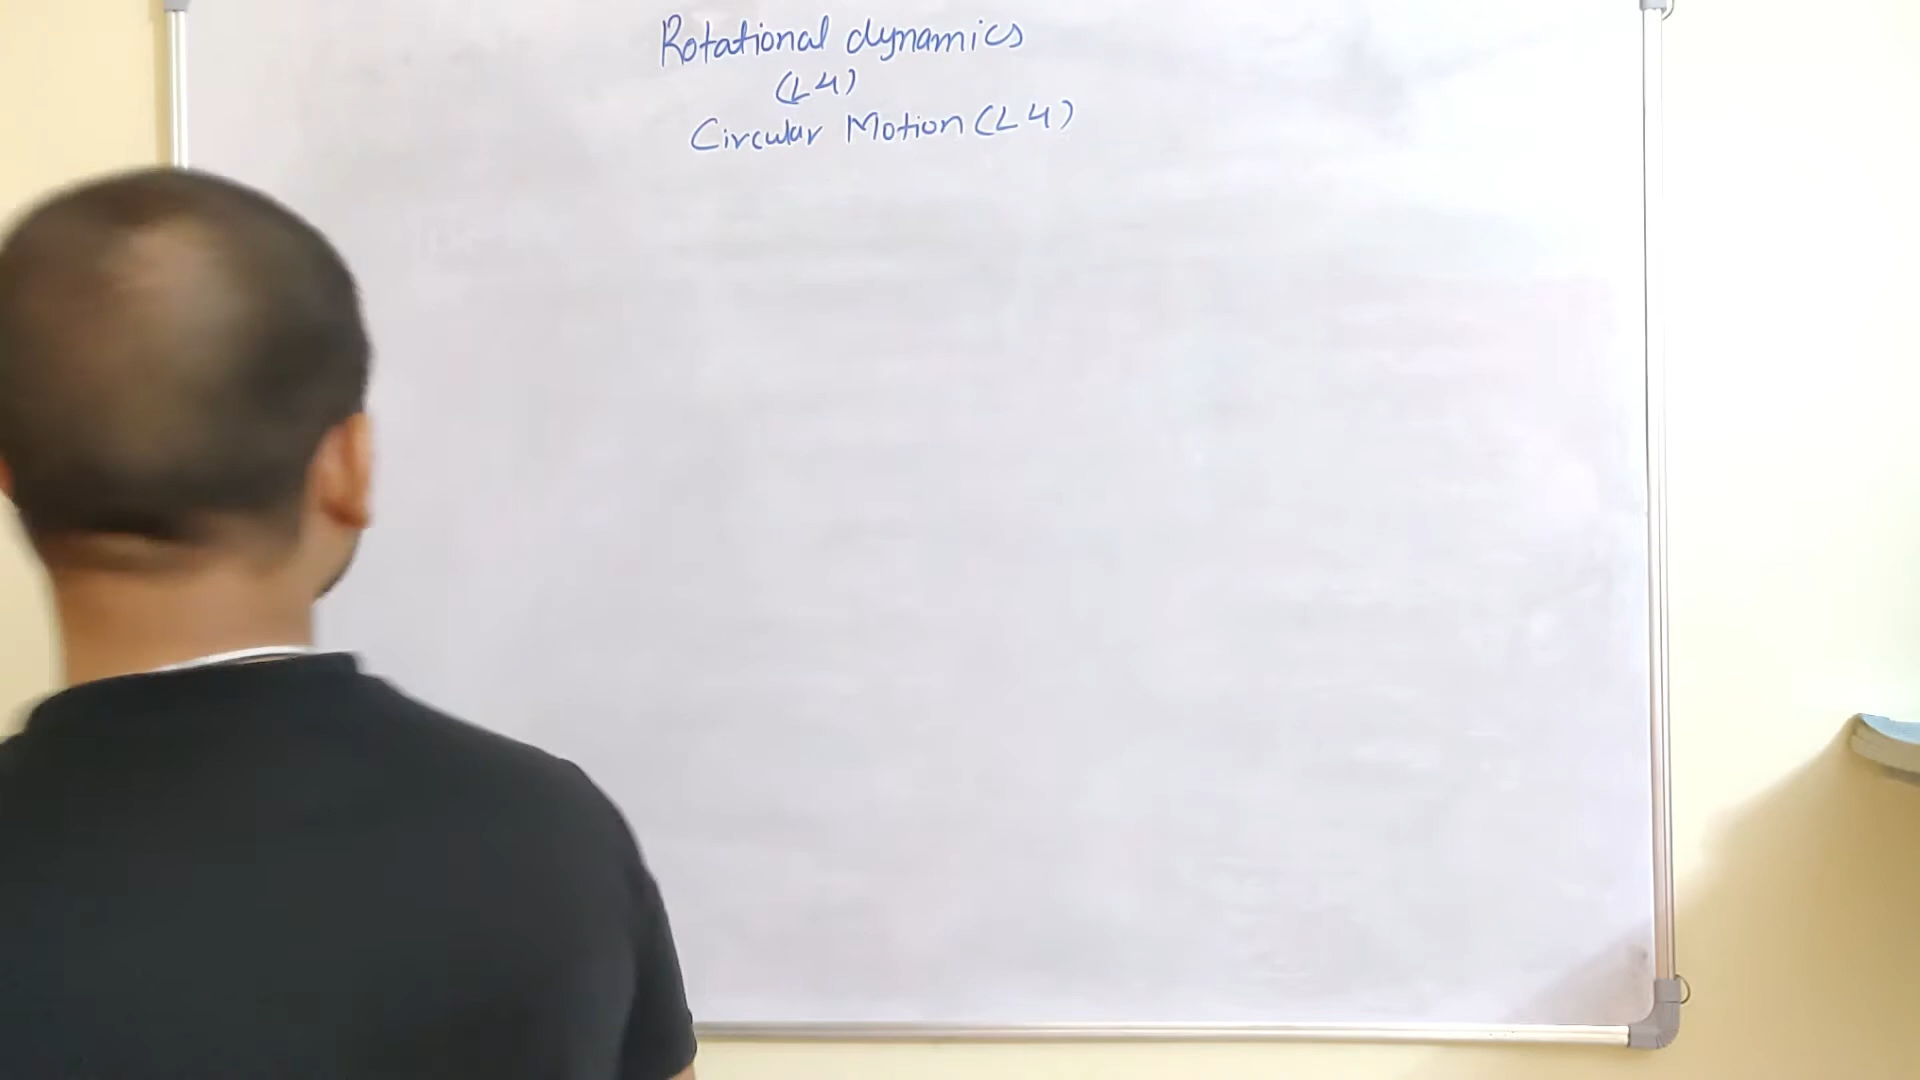 Rotational dynamics
(L4)
Circular Motion (L4)